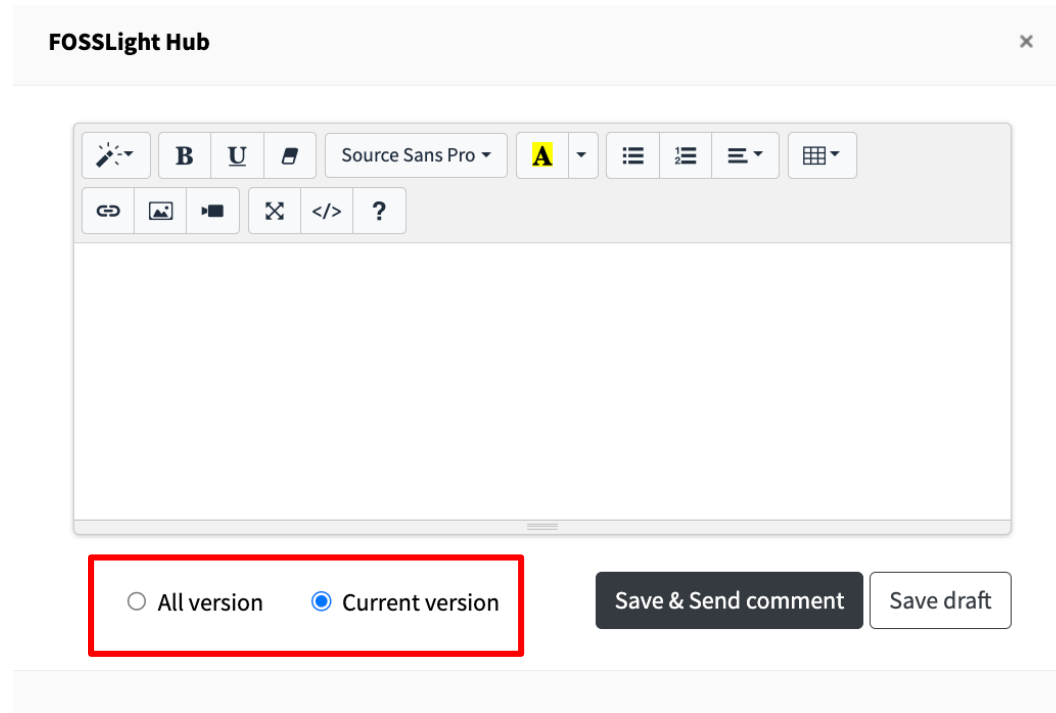 FOSSLight Hub ×
B U Source Sans Pro A
</> ?
All version Current version Save & Send comment Save draft